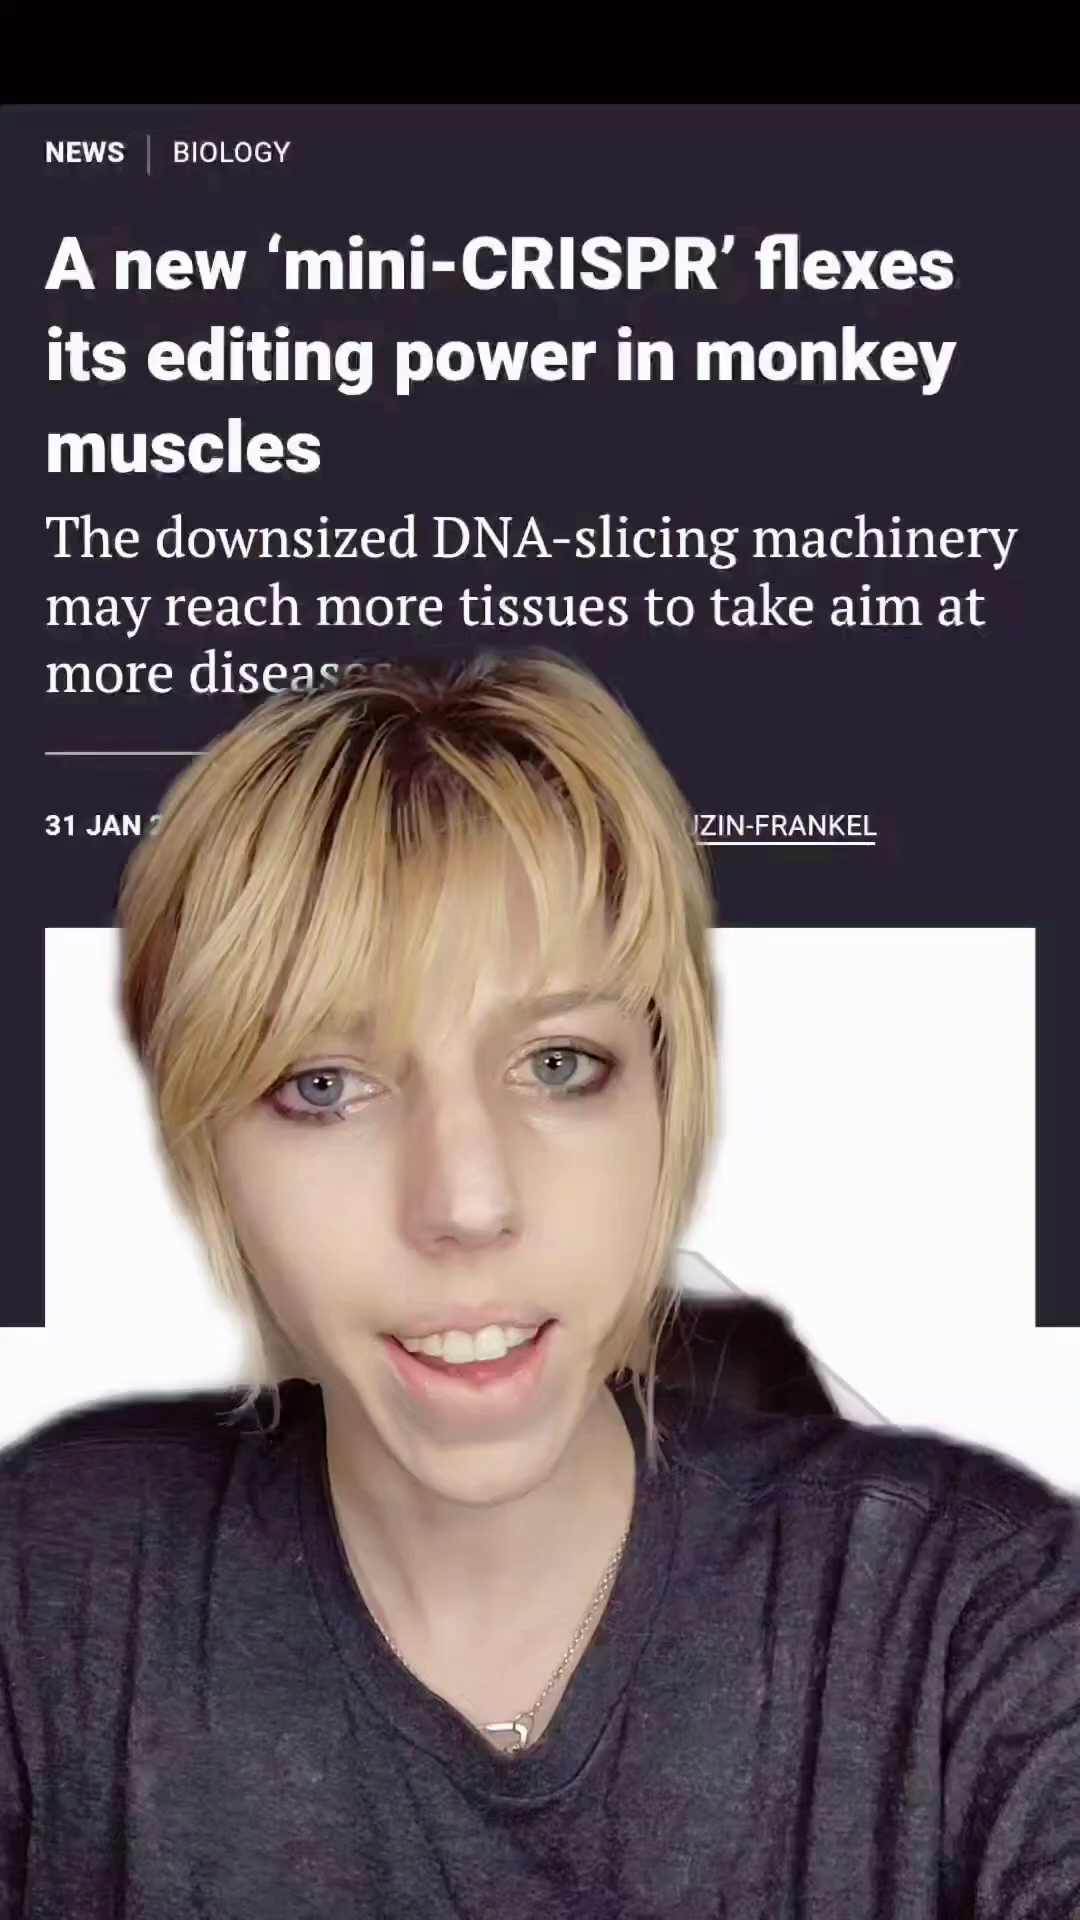 NEWS | BIOLOGY
A new ‘mini-CRISPR’ flexes
its editing power in monkey
muscles
The downsized DNA-slicing machinery
may reach more tissues to take aim at
more diseases
31 JAN